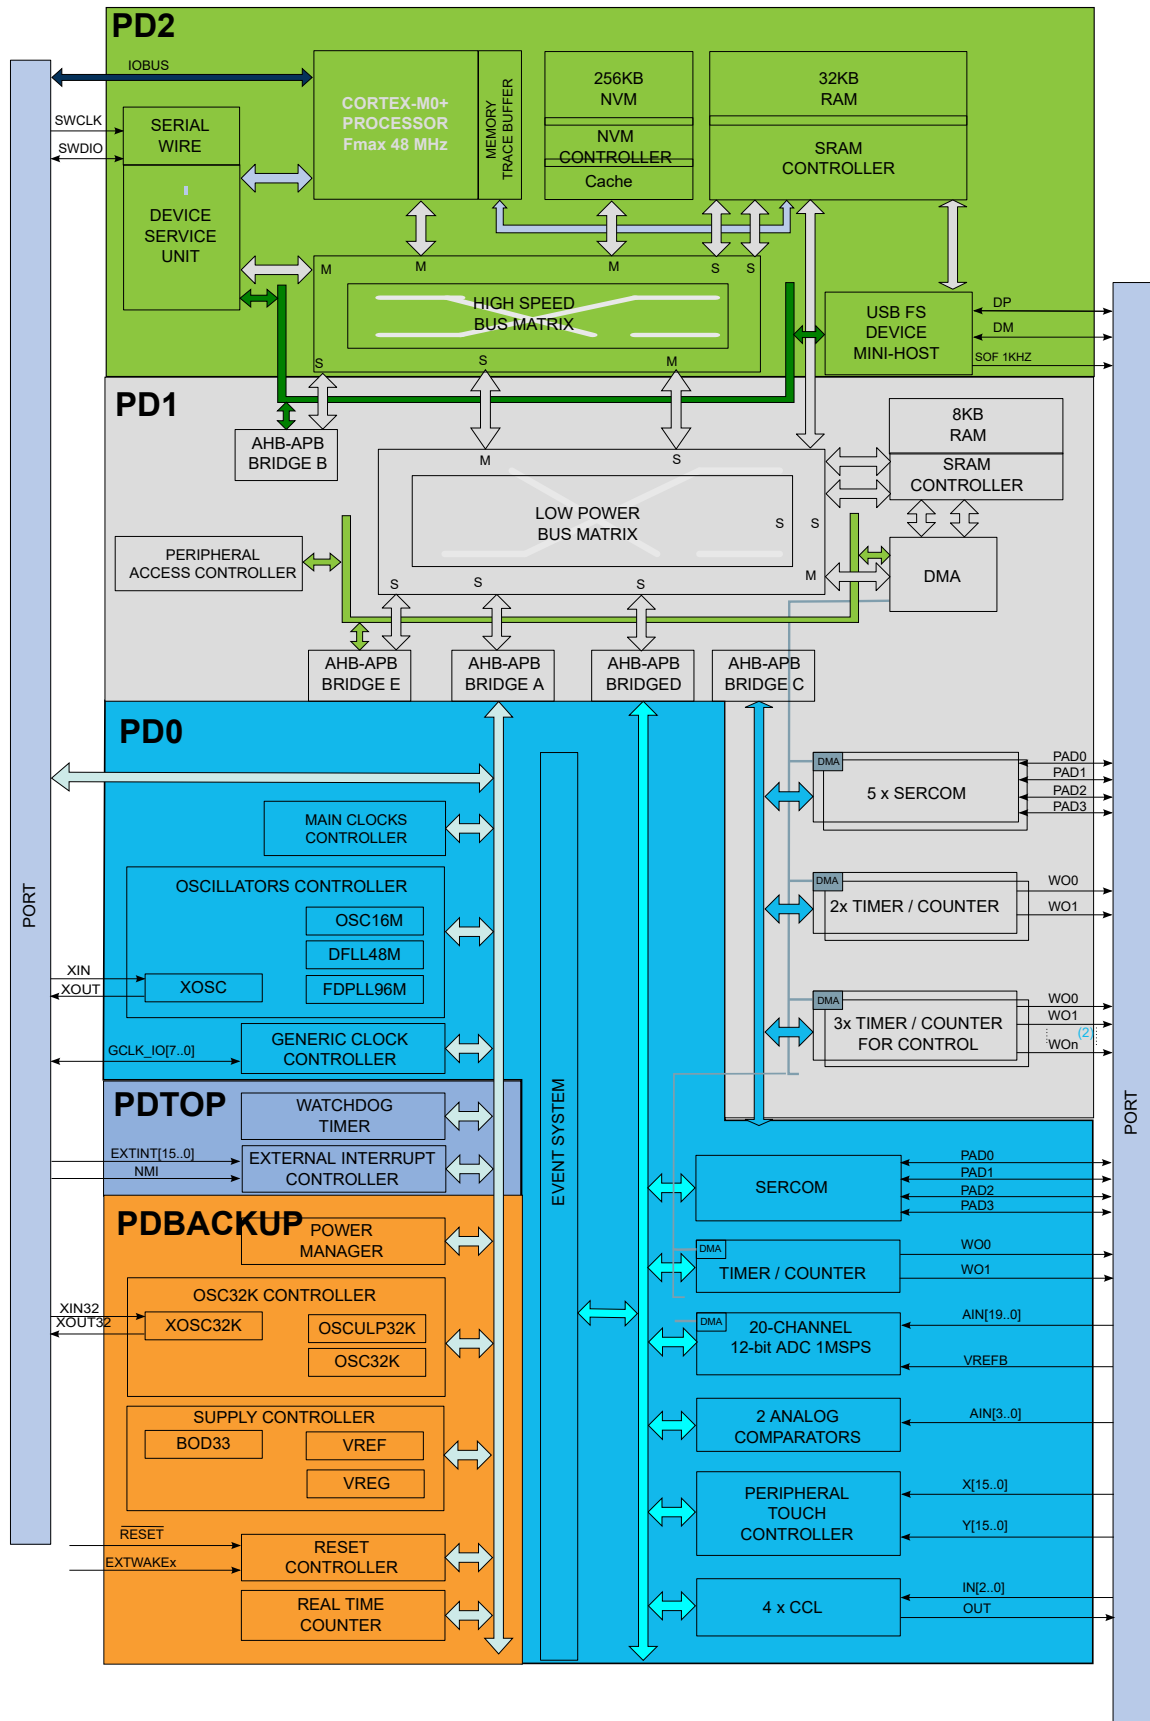 PD2
IOBUS
SWCLK
SWDIO
SERIAL
WIRE
DEVICE
SERVICE
UNIT
CORTEX-M0+
PROCESSOR
Fmax 48 MHz
MEMORY
TRACE BUFFER
256KB
NVM
NVM
CONTROLLER
Cache
32KB
RAM
SRAM
CONTROLLER
M
M
M
S
S
HIGH SPEED
BUS MATRIX
S
S
M
USB FS
DEVICE
MINI-HOST
DP
DM
SOF 1KHZ
PD1
AHB-APB
BRIDGE B
8KB
RAM
SRAM
CONTROLLER
M
S
LOW POWER
BUS MATRIX
S
S
M
S
S
S
PERIPHERAL
ACCESS CONTROLLER
DMA
AHB-APB
BRIDGE E
AHB-APB
BRIDGE A
AHB-APB
BRIDGED
AHB-APB
BRIDGE C
PD0
DMA
5 x SERCOM
PAD0
PAD1
PAD2
PAD3
MAIN CLOCKS
CONTROLLER
OSCILLATORS CONTROLLER
OSC16M
DFLL48M
FDPLL96M
XOSC
XIN
XOUT
DMA
2x TIMER / COUNTER
WO0
WO1
DMA
3x TIMER / COUNTER
FOR CONTROL
WO0
WO1
(2)
WOn
GCLK_IO[7..0]
GENERIC CLOCK
CONTROLLER
PORT
PORT
EVENT SYSTEM
PDTOP
WATCHDOG
TIMER
EXTINT[15..0]
NMI
EXTERNAL INTERRUPT
CONTROLLER
SERCOM
PAD0
PAD1
PAD2
PAD3
PDBACKUP
POWER
MANAGER
DMA
TIMER / COUNTER
WO0
WO1
OSC32K CONTROLLER
XIN32
XOUT32
XOSC32K
OSCULP32K
OSC32K
DMA
20-CHANNEL
12-bit ADC 1MSPS
AIN[19..0]
VREFB
SUPPLY CONTROLLER
BOD33
VREF
VREG
2 ANALOG
COMPARATORS
AIN[3..0]
PERIPHERAL
TOUCH
CONTROLLER
X[15..0]
Y[15..0]
RESET
EXTWAKEx
RESET
CONTROLLER
REAL TIME
COUNTER
4 x CCL
IN[2..0]
OUT